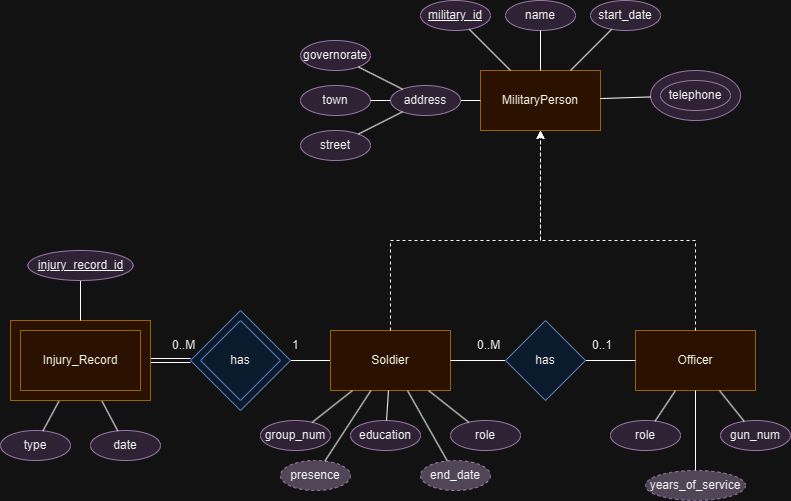 military_id
name
start_date
governorate
town
address
MilitaryPerson
telephone
street
injury_record_id
Injury_Record
0..M
has
1
Soldier
0..M
has
0..1
Officer
type
date
group_num
education
role
role
gun_num
presence
end_date
years_of_service